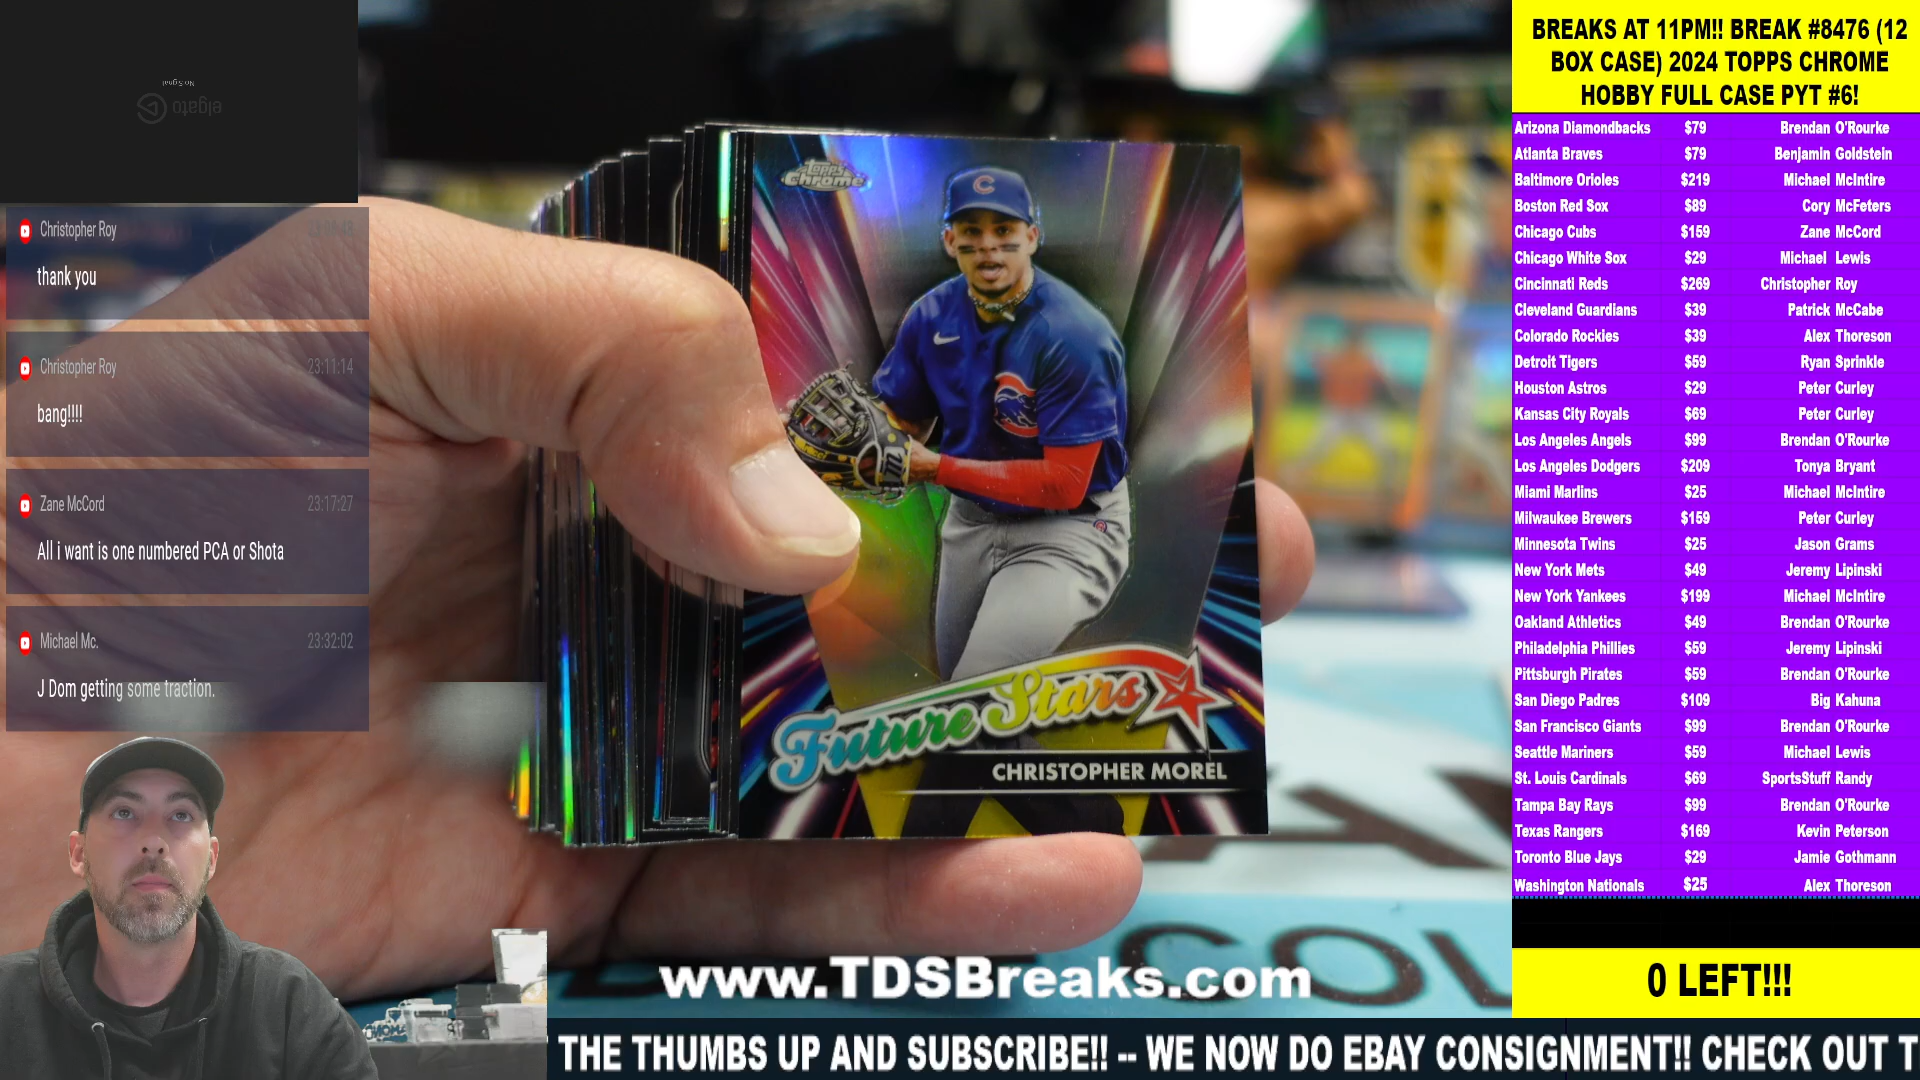 No Signal
elgato
Christopher Roy
thank you
Christopher Roy 23:11:14
bang!!!!
Zane McCord 23:17:27
All i want is one numbered PCA or Shota
Michael Mc. 23:32:02
J Dom getting some traction.
Topps
Chrome
C
Future Stars
CHRISTOPHER MOREL
www.TDSBreaks.com
THE THUMBS UP AND SUBSCRIBE!! -- WE NOW DO EBAY CONSIGNMENT!! CHECK OUT T
BREAKS AT 11PM!! BREAK #8476 (12
BOX CASE) 2024 TOPPS CHROME
HOBBY FULL CASE PYT #6!
Arizona Diamondbacks $79 Brendan O'Rourke
Atlanta Braves $79 Benjamin Goldstein
Baltimore Orioles $219 Michael McIntire
Boston Red Sox $89 Cory McFeters
Chicago Cubs $159 Zane McCord
Chicago White Sox $29 Michael Lewis
Cincinnati Reds $269 Christopher Roy
Cleveland Guardians $39 Patrick McCabe
Colorado Rockies $39 Alex Thoreson
Detroit Tigers $59 Ryan Sprinkle
Houston Astros $29 Peter Curley
Kansas City Royals $69 Peter Curley
Los Angeles Angels $99 Brendan O'Rourke
Los Angeles Dodgers $209 Tonya Bryant
Miami Marlins $25 Michael McIntire
Milwaukee Brewers $159 Peter Curley
Minnesota Twins $25 Jason Grams
New York Mets $49 Jeremy Lipinski
New York Yankees $199 Michael McIntire
Oakland Athletics $49 Brendan O'Rourke
Philadelphia Phillies $59 Jeremy Lipinski
Pittsburgh Pirates $59 Brendan O'Rourke
San Diego Padres $109 Big Kahuna
San Francisco Giants $99 Brendan O'Rourke
Seattle Mariners $59 Michael Lewis
St. Louis Cardinals $69 SportsStuff Randy
Tampa Bay Rays $99 Brendan O'Rourke
Texas Rangers $169 Kevin Peterson
Toronto Blue Jays $29 Jamie Gothmann
Washington Nationals $25 Alex Thoreson
0 LEFT!!!